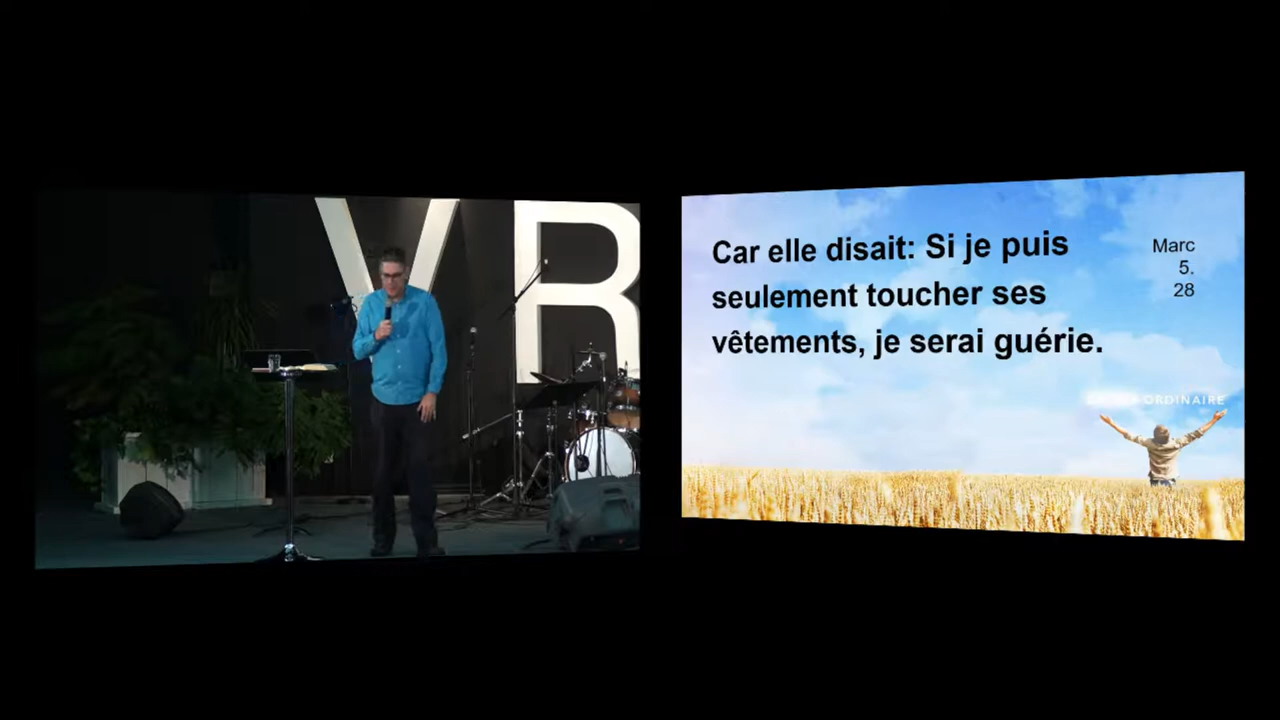 VR
Car elle disait: Si je puis
seulement toucher ses
vêtements, je serai guérie.
Marc
5.
28
ORDINAIRE